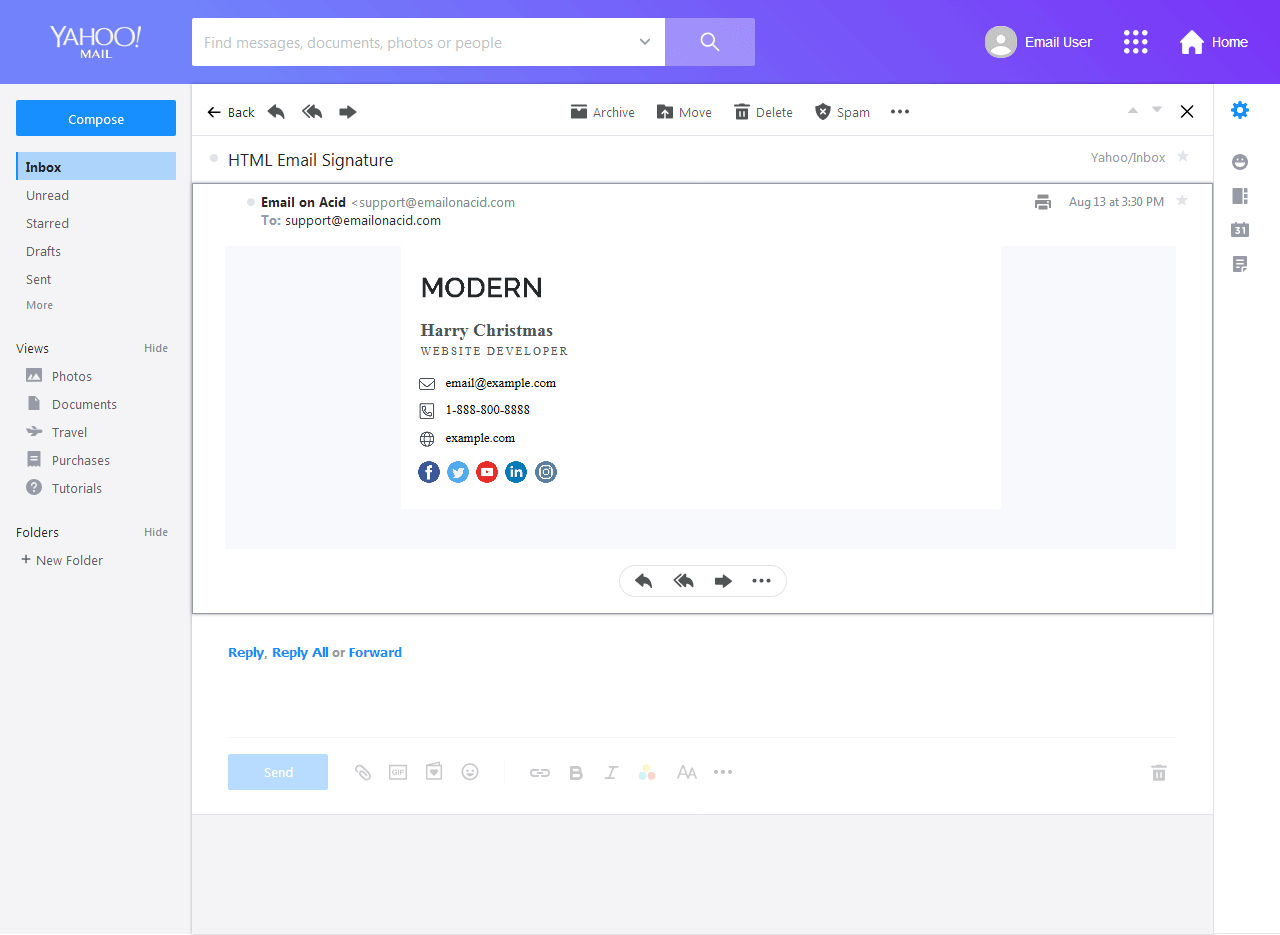 YAHOO!
MAIL
Find messages, documents, photos or people
Email User
Home
Compose
Inbox
Unread
Starred
Drafts
Sent
More
Views Hide
Photos
Documents
Travel
Purchases
Tutorials
Folders Hide
+ New Folder
Back Archive Move Delete Spam
HTML Email Signature Yahoo/Inbox
Email on Acid <support@emailonacid.com Aug 13 at 3:30 PM
To: support@emailonacid.com
MODERN
Harry Christmas
WEBSITE DEVELOPER
email@example.com
1-888-800-8888
example.com
f in
Reply, Reply All or Forward
Send GIF B I AA
31